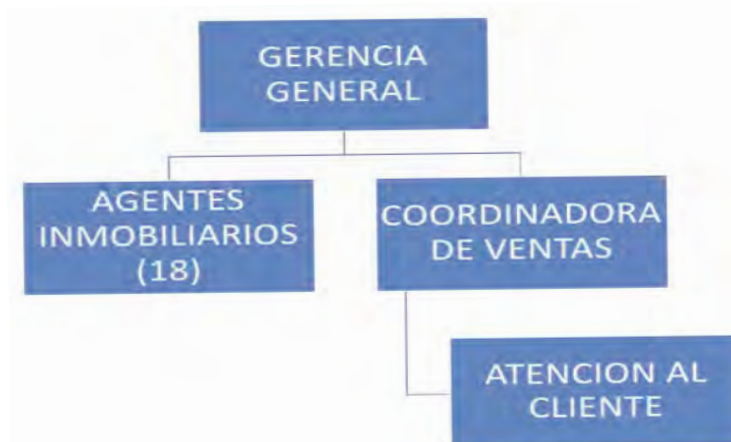 GERENCIA
GENERAL
AGENTES
INMOBILIARIOS
(18)
COORDINADORA
DE VENTAS
ATENCION AL
CLIENTE